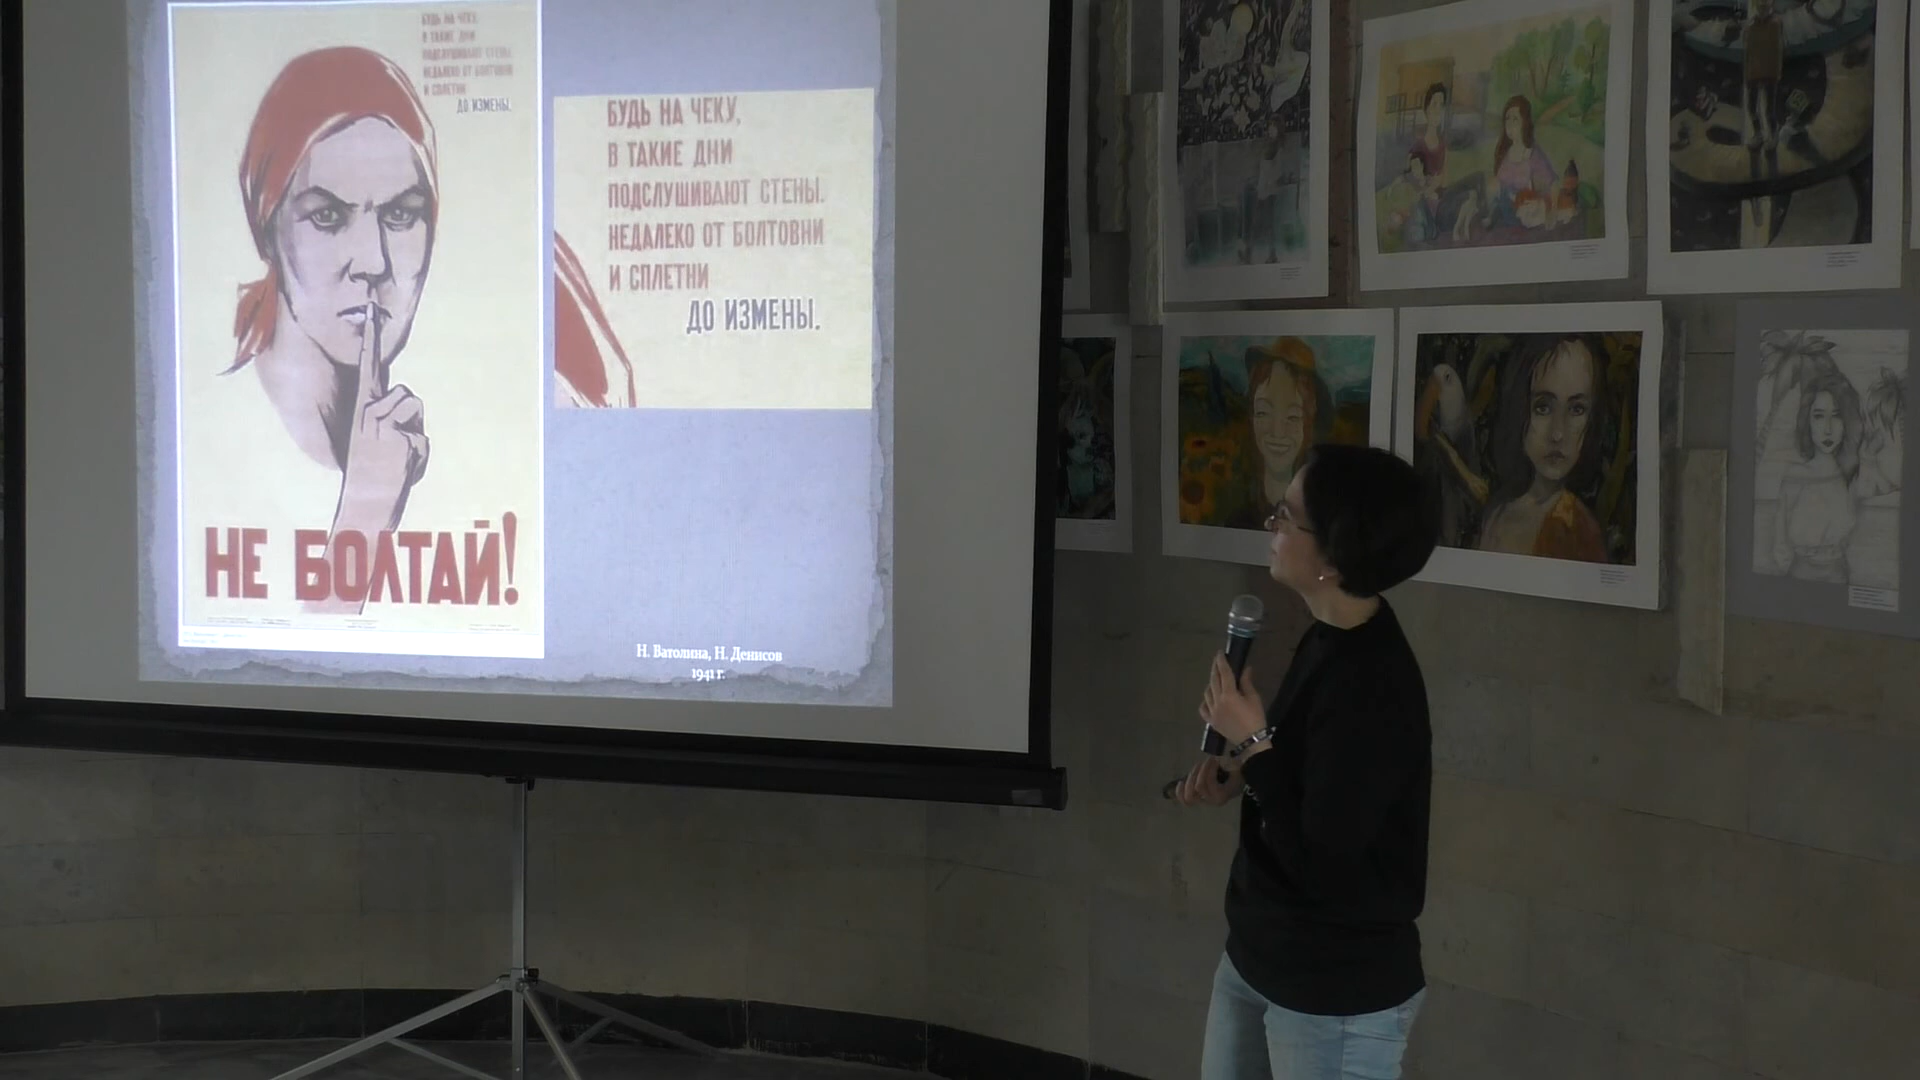 БУДЬ НА ЧЕКУ,
В ТАКИЕ ДНИ
ПОДСЛУШИВАЮТ СТЕНЫ.
НЕДАЛЕКО ОТ БОЛТОВНИ
И СПЛЕТНИ
ДО ИЗМЕНЫ.
НЕ БОЛТАЙ!
БУДЬ НА ЧЕКУ,
В ТАКИЕ ДНИ
ПОДСЛУШИВАЮТ СТЕНЫ.
НЕДАЛЕКО ОТ БОЛТОВНИ
И СПЛЕТНИ
ДО ИЗМЕНЫ.
Н. Ватолина, Н. Денисов
1941 г.